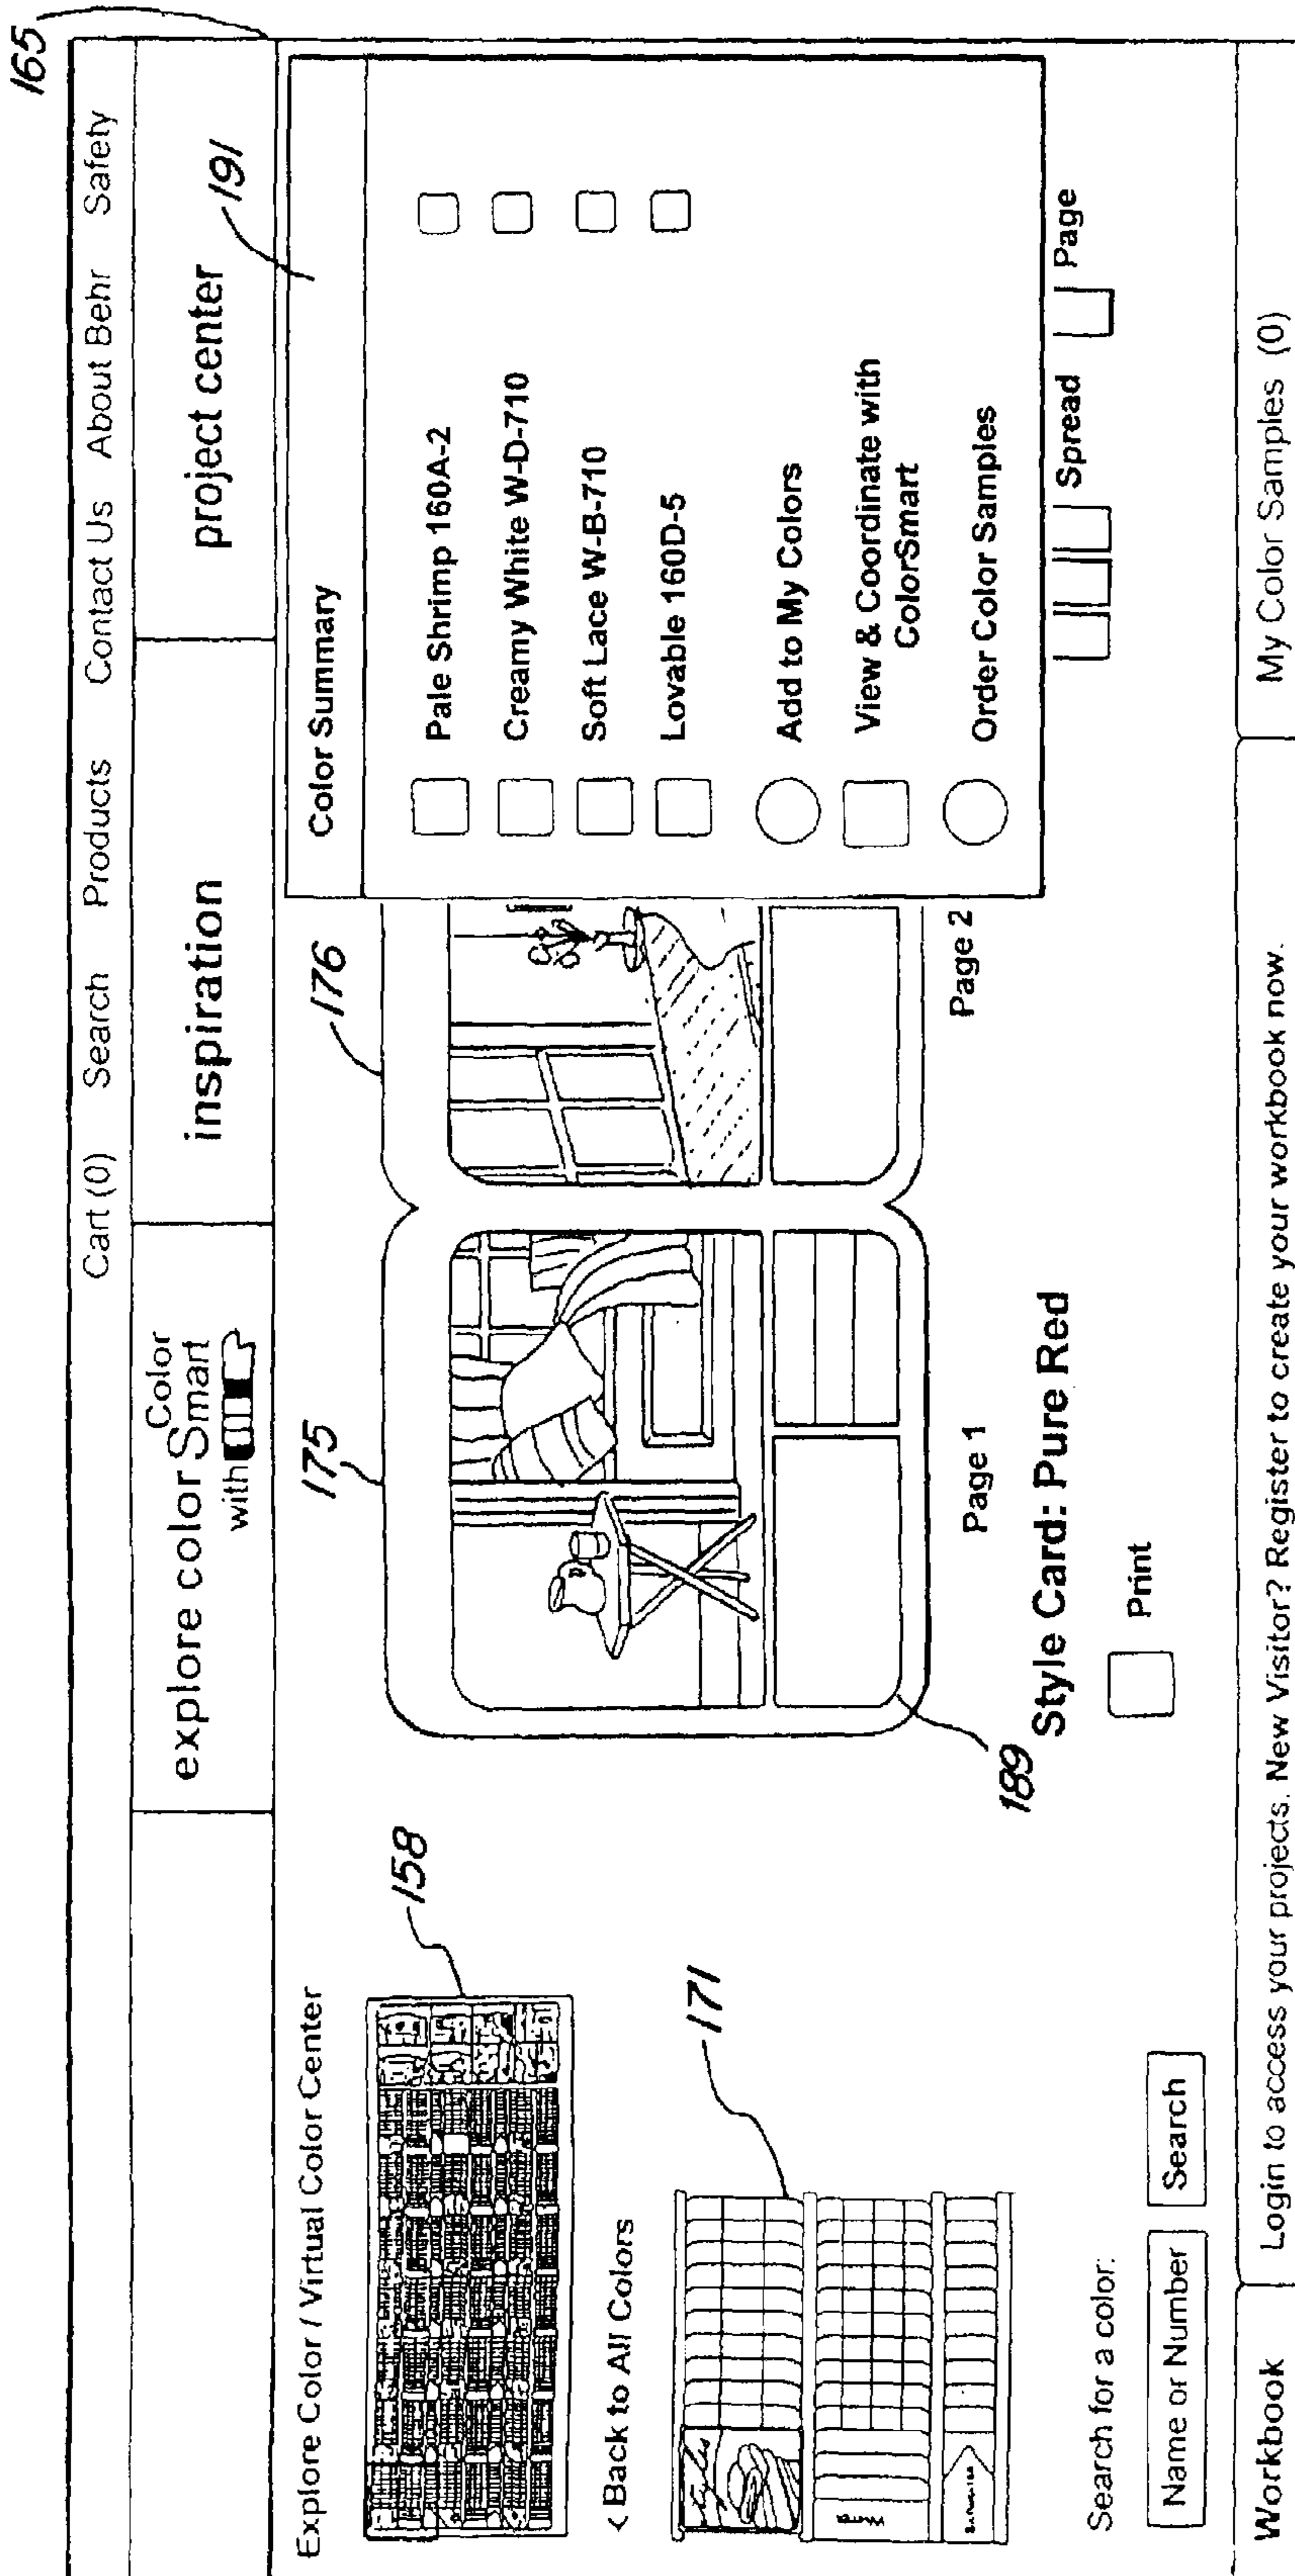 165
Cart (0) Search Products Contact Us About Behr Safety
explore color
Color
Smart
with
inspiration
project center
191
Explore Color / Virtual Color Center
158
< Back to All Colors
171
Search for a color:
Name or Number
Search
175
176
189
Page 1
Page 2
Style Card: Pure Red
Print
Color Summary
Pale Shrimp 160A-2
Creamy White W-D-710
Soft Lace W-B-710
Lovable 160D-5
Add to My Colors
View & Coordinate with
ColorSmart
Order Color Samples
Spread
Page
Workbook
Login to access your projects. New Visitor? Register to create your workbook now.
My Color Samples (0)